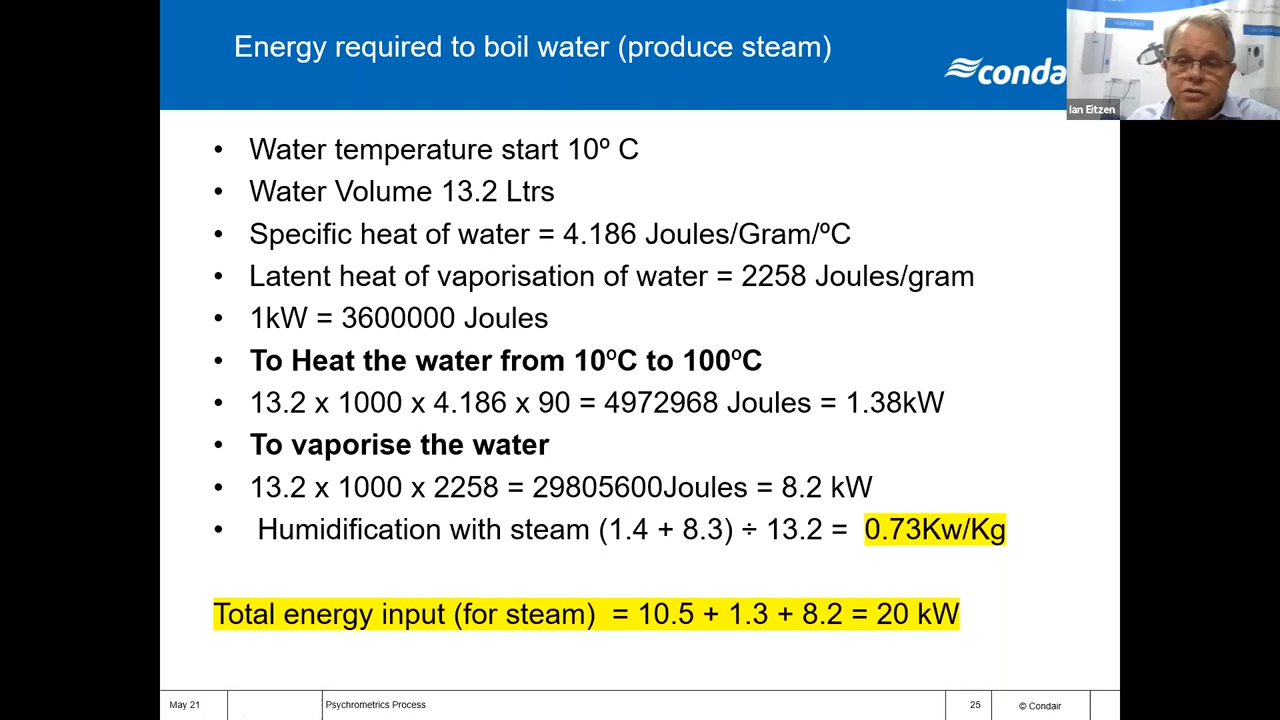 Energy required to boil water (produce steam)
conda
Ian Eitzen
• Water temperature start 10º C
• Water Volume 13.2 Ltrs
• Specific heat of water = 4.186 Joules/Gram/ºC
• Latent heat of vaporisation of water = 2258 Joules/gram
• 1kW = 3600000 Joules
• To Heat the water from 10ºC to 100ºC
• 13.2 x 1000 x 4.186 x 90 = 4972968 Joules = 1.38kW
• To vaporise the water
• 13.2 x 1000 x 2258 = 29805600Joules = 8.2 kW
• Humidification with steam (1.4 + 8.3) ÷ 13.2 = 0.73Kw/Kg
Total energy input (for steam) = 10.5 + 1.3 + 8.2 = 20 kW
May 21
Psychrometrics Process
25
© Condair